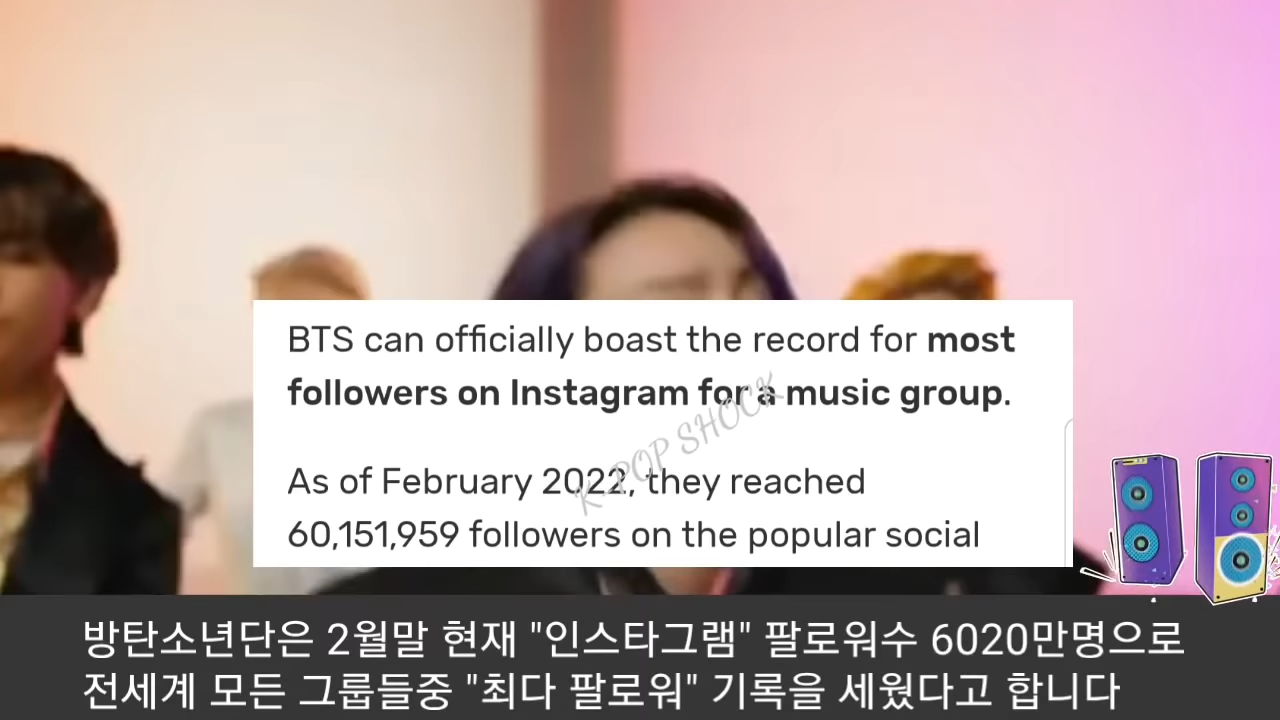 BTS can officially boast the record for most
followers on Instagram for a music group.
K-POP SHOCK
As of February 2022, they reached
60,151,959 followers on the popular social
방탄소년단은 2월말 현재 "인스타그램" 팔로워수 6020만명으로
전세계 모든 그룹들중 "최다 팔로워" 기록을 세웠다고 합니다